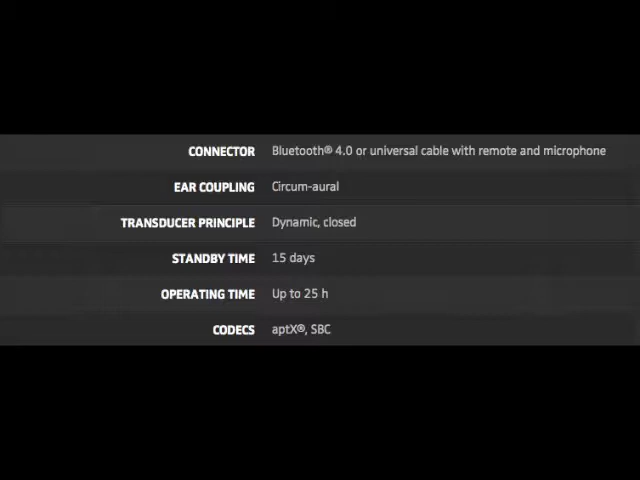 CONNECTOR Bluetooth® 4.0 or universal cable with remote and microphone
EAR COUPLING Circum-aural
TRANSDUCER PRINCIPLE Dynamic, closed
STANDBY TIME 15 days
OPERATING TIME Up to 25 h
CODECS aptX®, SBC